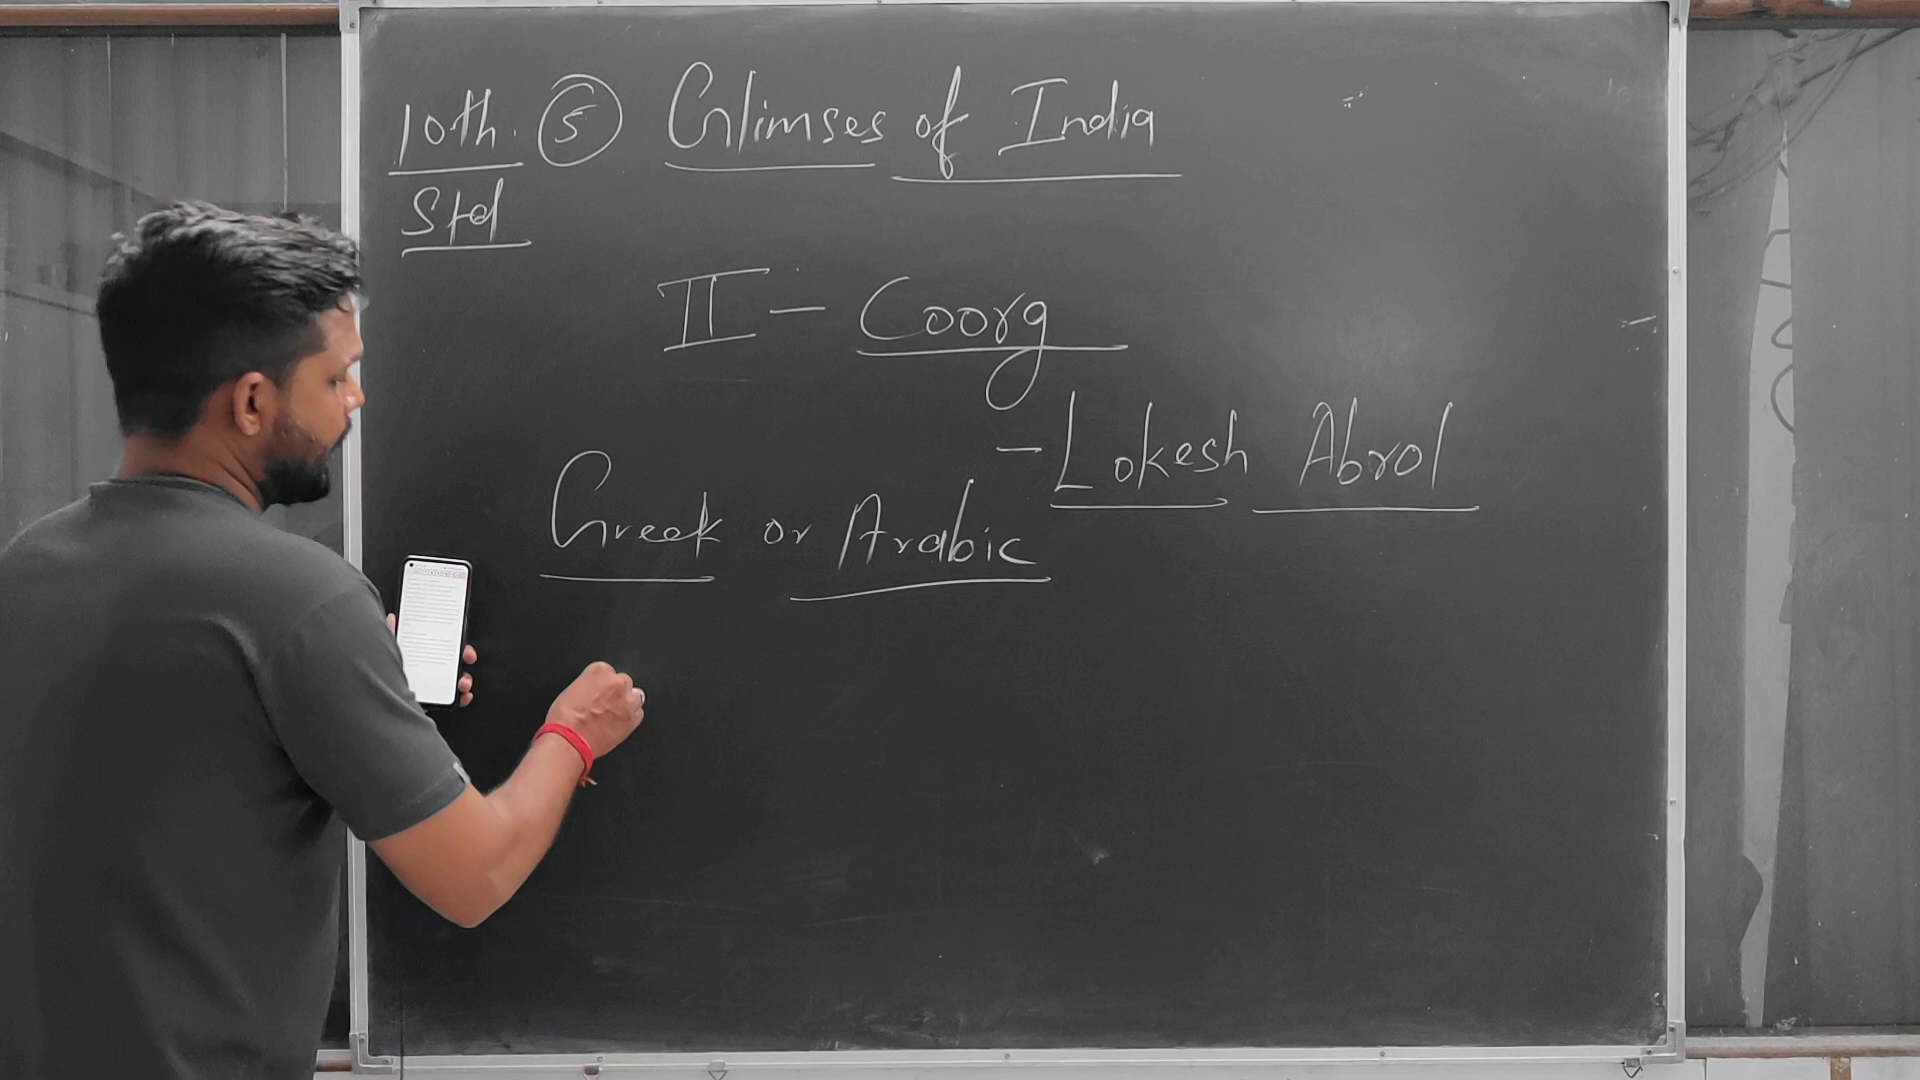 10th. 5 Glimses of India
Std
II - Coorg
- Lokesh Abrol
Greek or Arabic